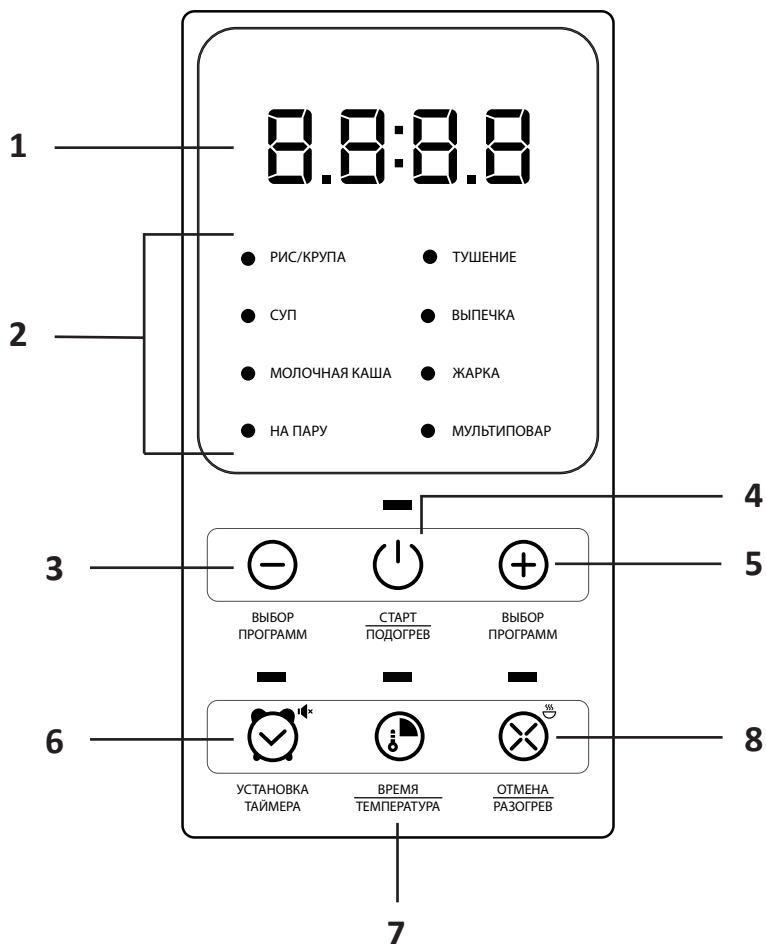 1
8.8:8.8
2
РИС/КРУПА
ТУШЕНИЕ
СУП
ВЫПЕЧКА
МОЛОЧНАЯ КАША
ЖАРКА
НА ПАРУ
МУЛЬТИПОВАР
4
3
5
ВЫБОР
ПРОГРАММ
СТАРТ
ПОДОГРЕВ
ВЫБОР
ПРОГРАММ
6
8
УСТАНОВКА
ТАЙМЕРА
ВРЕМЯ
ТЕМПЕРАТУРА
ОТМЕНА
РАЗОГРЕВ
7